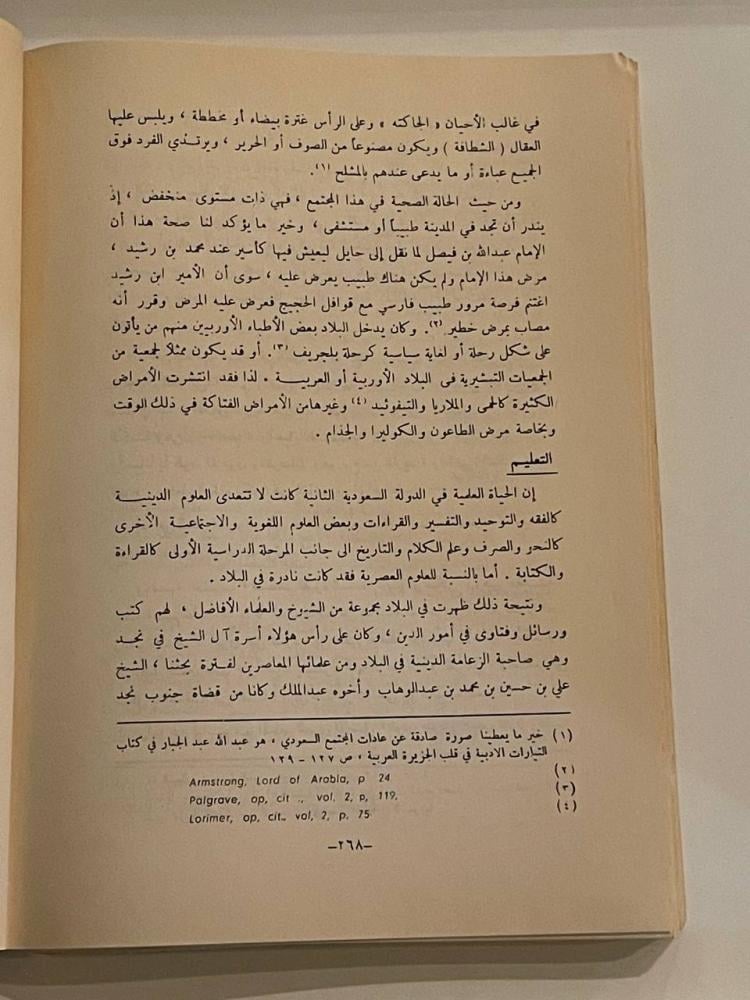 في غالب الأحيان « الجاكته » وعلى الرأس غترة بيضاء أو مخططة ، ويلبس عليها
العقال ( الشطافة ) ويكون مصنوعاً من الصوف أو الحرير ، ويرتدي الفرد فوق
الجميع عباءة أو ما يدعى عندهم بالمشلح (١).
ومن حيث الحالة الصحية في هذا المجتمع ، فهي ذات مستوى منخفض ، إذ
يندر أن تجد في المدينة طبيباً أو مستشفى ، وخير ما يؤكد لنا صحة هذا أن
الإمام عبدالله بن فيصل لما نقل إلى حايل ليعيش فيها كأسير عند محمد بن رشيد ،
مرض هذا الإمام ولم يكن هناك طبيب يعرض عليه ، سوى أن الأمير ابن رشيد
اغتنم فرصة مرور طبيب فارسي مع قوافل الحجيج فعرض عليه المرض وقرر أنه
مصاب بمرض خطير (٢). وكان يدخل البلاد بعض الأطباء الأوربيين منهم من يأتون
على شكل رحلة أو لغاية سياسية كرحلة بلجريف (٣). أو قد يكون ممثلاً لجمعية من
الجمعيات التبشيرية فى البلاد الأوربية أو العربيـــة . لذا فقد انتشرت الأمراض
الكثيرة كالحمى والملاريا والتيفوئيد (٤) وغيرهامن الأمراض الفتاكة في ذلك الوقت
وبخاصة مرض الطاعون والكوليرا والجذام .
التعليم
إن الحياة العلمية في الدولة السعودية الثانية كانت لا تتعدى العلوم الدينيـــة
كالفقه والتوحيد والتفسير والقراءات وبعض العلوم اللغوية والاجتماعيـة الأخرى
كالنحو والصرف وعلم الكلام والتاريخ الى جانب المرحلة الدراسية الأولى كالقراءة
والكتابة . أما بالنسبة للعلوم العصرية فقد كانت نادرة في البلاد .
ونتيجة ذلك ظهرت في البلاد مجموعة من الشيوخ والعلماء الأفاضل ، لهم كتب
ورسائل وفتاوى في أمور الدين ، وكان على رأس هؤلاء أسرة آل الشيخ في نجـد
وهي صاحبة الزعامة الدينية في البلاد ومن علمائها المعاصرين لفـترة بحثنا ، الشيخ
علي بن حسين بن محمد بن عبدالوهاب وأخوه عبدالملك وكانا من قضاة جنوب نجد
(١) خير ما يعطينا صورة صادقة عن عادات المجتمع السعودي ، هو عبد الله عبد الجبار في كتاب
التيارات الادبية في قلب الجزيرة العربية ، ص ١٢٧ – ١٢٩
(٢) Armstrong, Lord of Arabia, p 24
(٣) Palgrave, op, cit ., vol. 2, p, 119.
(٤) Lorimer, op, cit., vol, 2, p. 75
–٢٦٨–